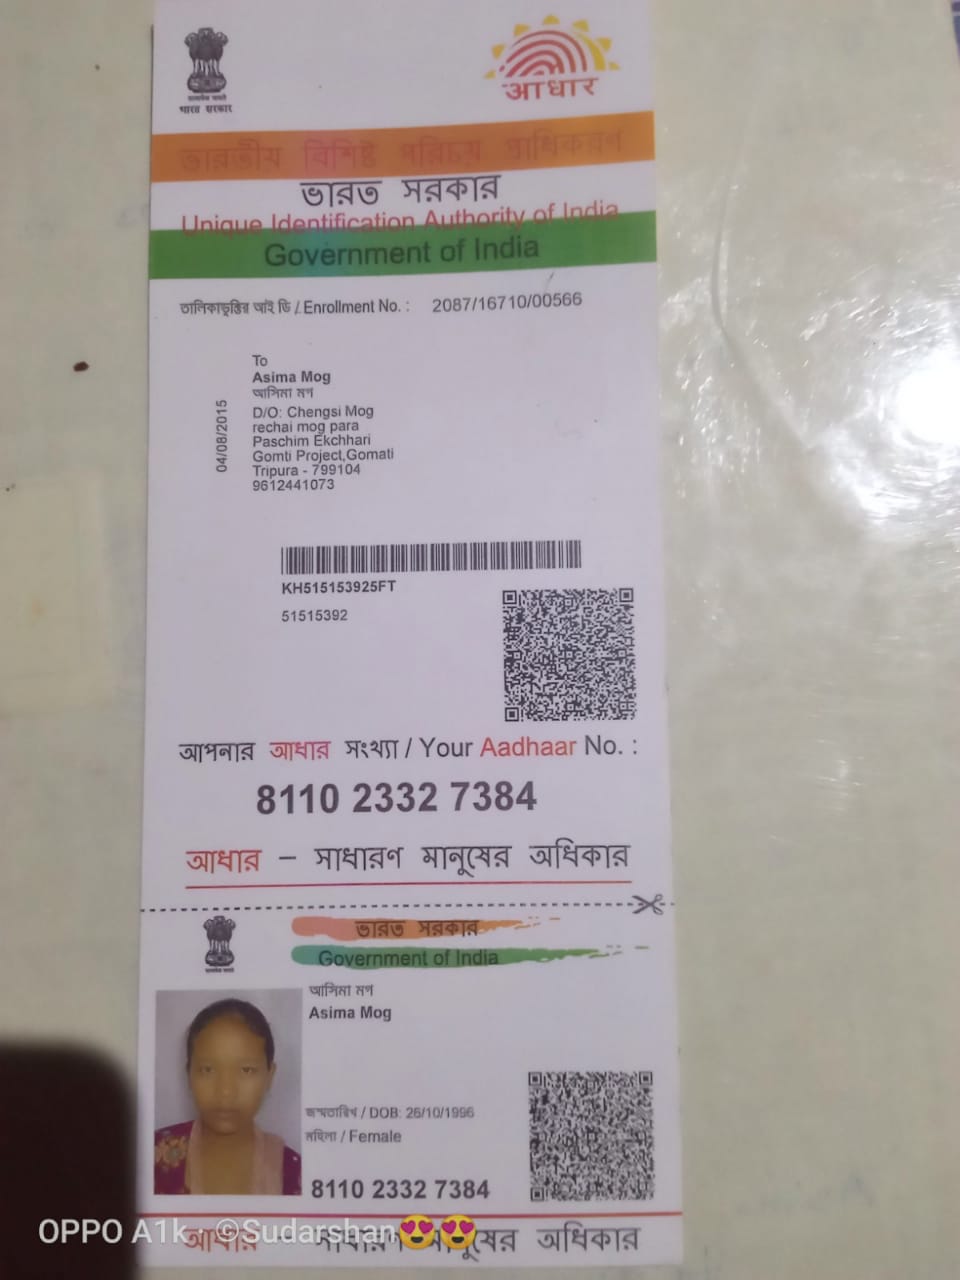 भारत सरकार
आधार
ভারতীয় বিশিষ্ট পরিচয় প্রাধিকরণ
ভারত সরকার
Unique Identification Authority of India
Government of India
তালিকাভুক্তির আই ডি / Enrollment No. : 2087/16710/00566
To
Asima Mog
আসিমা মগ
D/O: Chengsi Mog
rechai mog para
Paschim Ekchhari
Gomti Project,Gomati
Tripura - 799104
9612441073
04/08/2015
KH515153925FT
51515392
আপনার আধার সংখ্যা / Your Aadhaar No. :
8110 2332 7384
আধার – সাধারণ মানুষের অধিকার
ভারত সরকার
Government of India
আসিমা মগ
Asima Mog
জন্মতারিখ / DOB: 26/10/1996
মহিলা / Female
8110 2332 7384
আধার – সাধারণ মানুষের অধিকার
OPPO A1k · ©Sudarshan😍😍